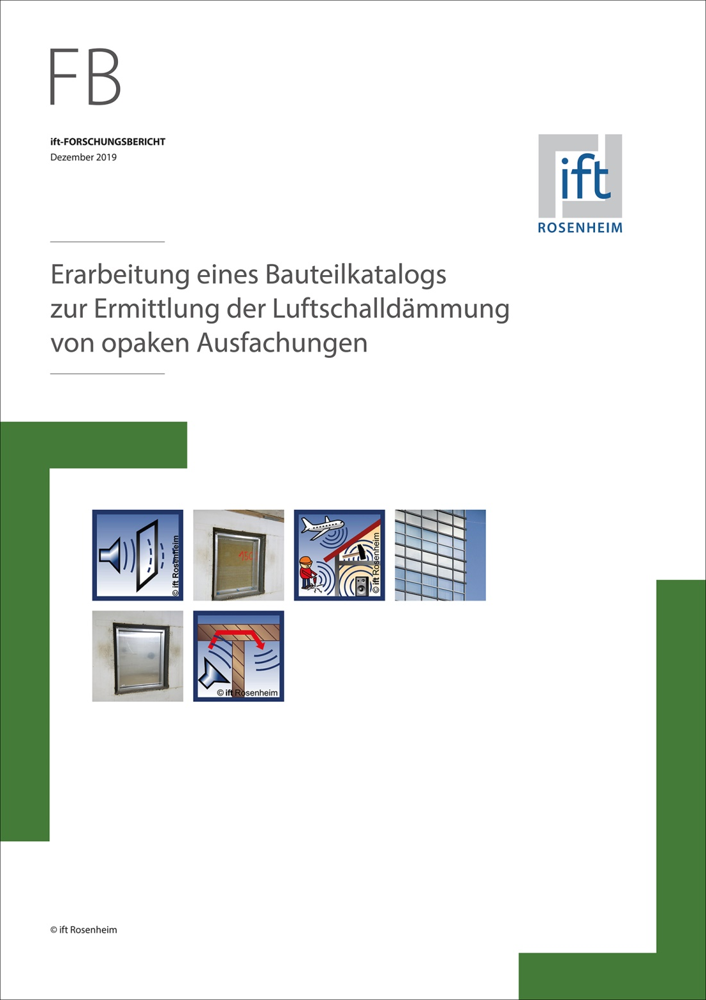 FB
ift-FORSCHUNGSBERICHT
Dezember 2019
ift
ROSENHEIM
Erarbeitung eines Bauteilkatalogs
zur Ermittlung der Luftschalldämmung
von opaken Ausfachungen
© ift Rosenheim
150
© ift Rosenheim
© ift Rosenheim
© ift Rosenheim